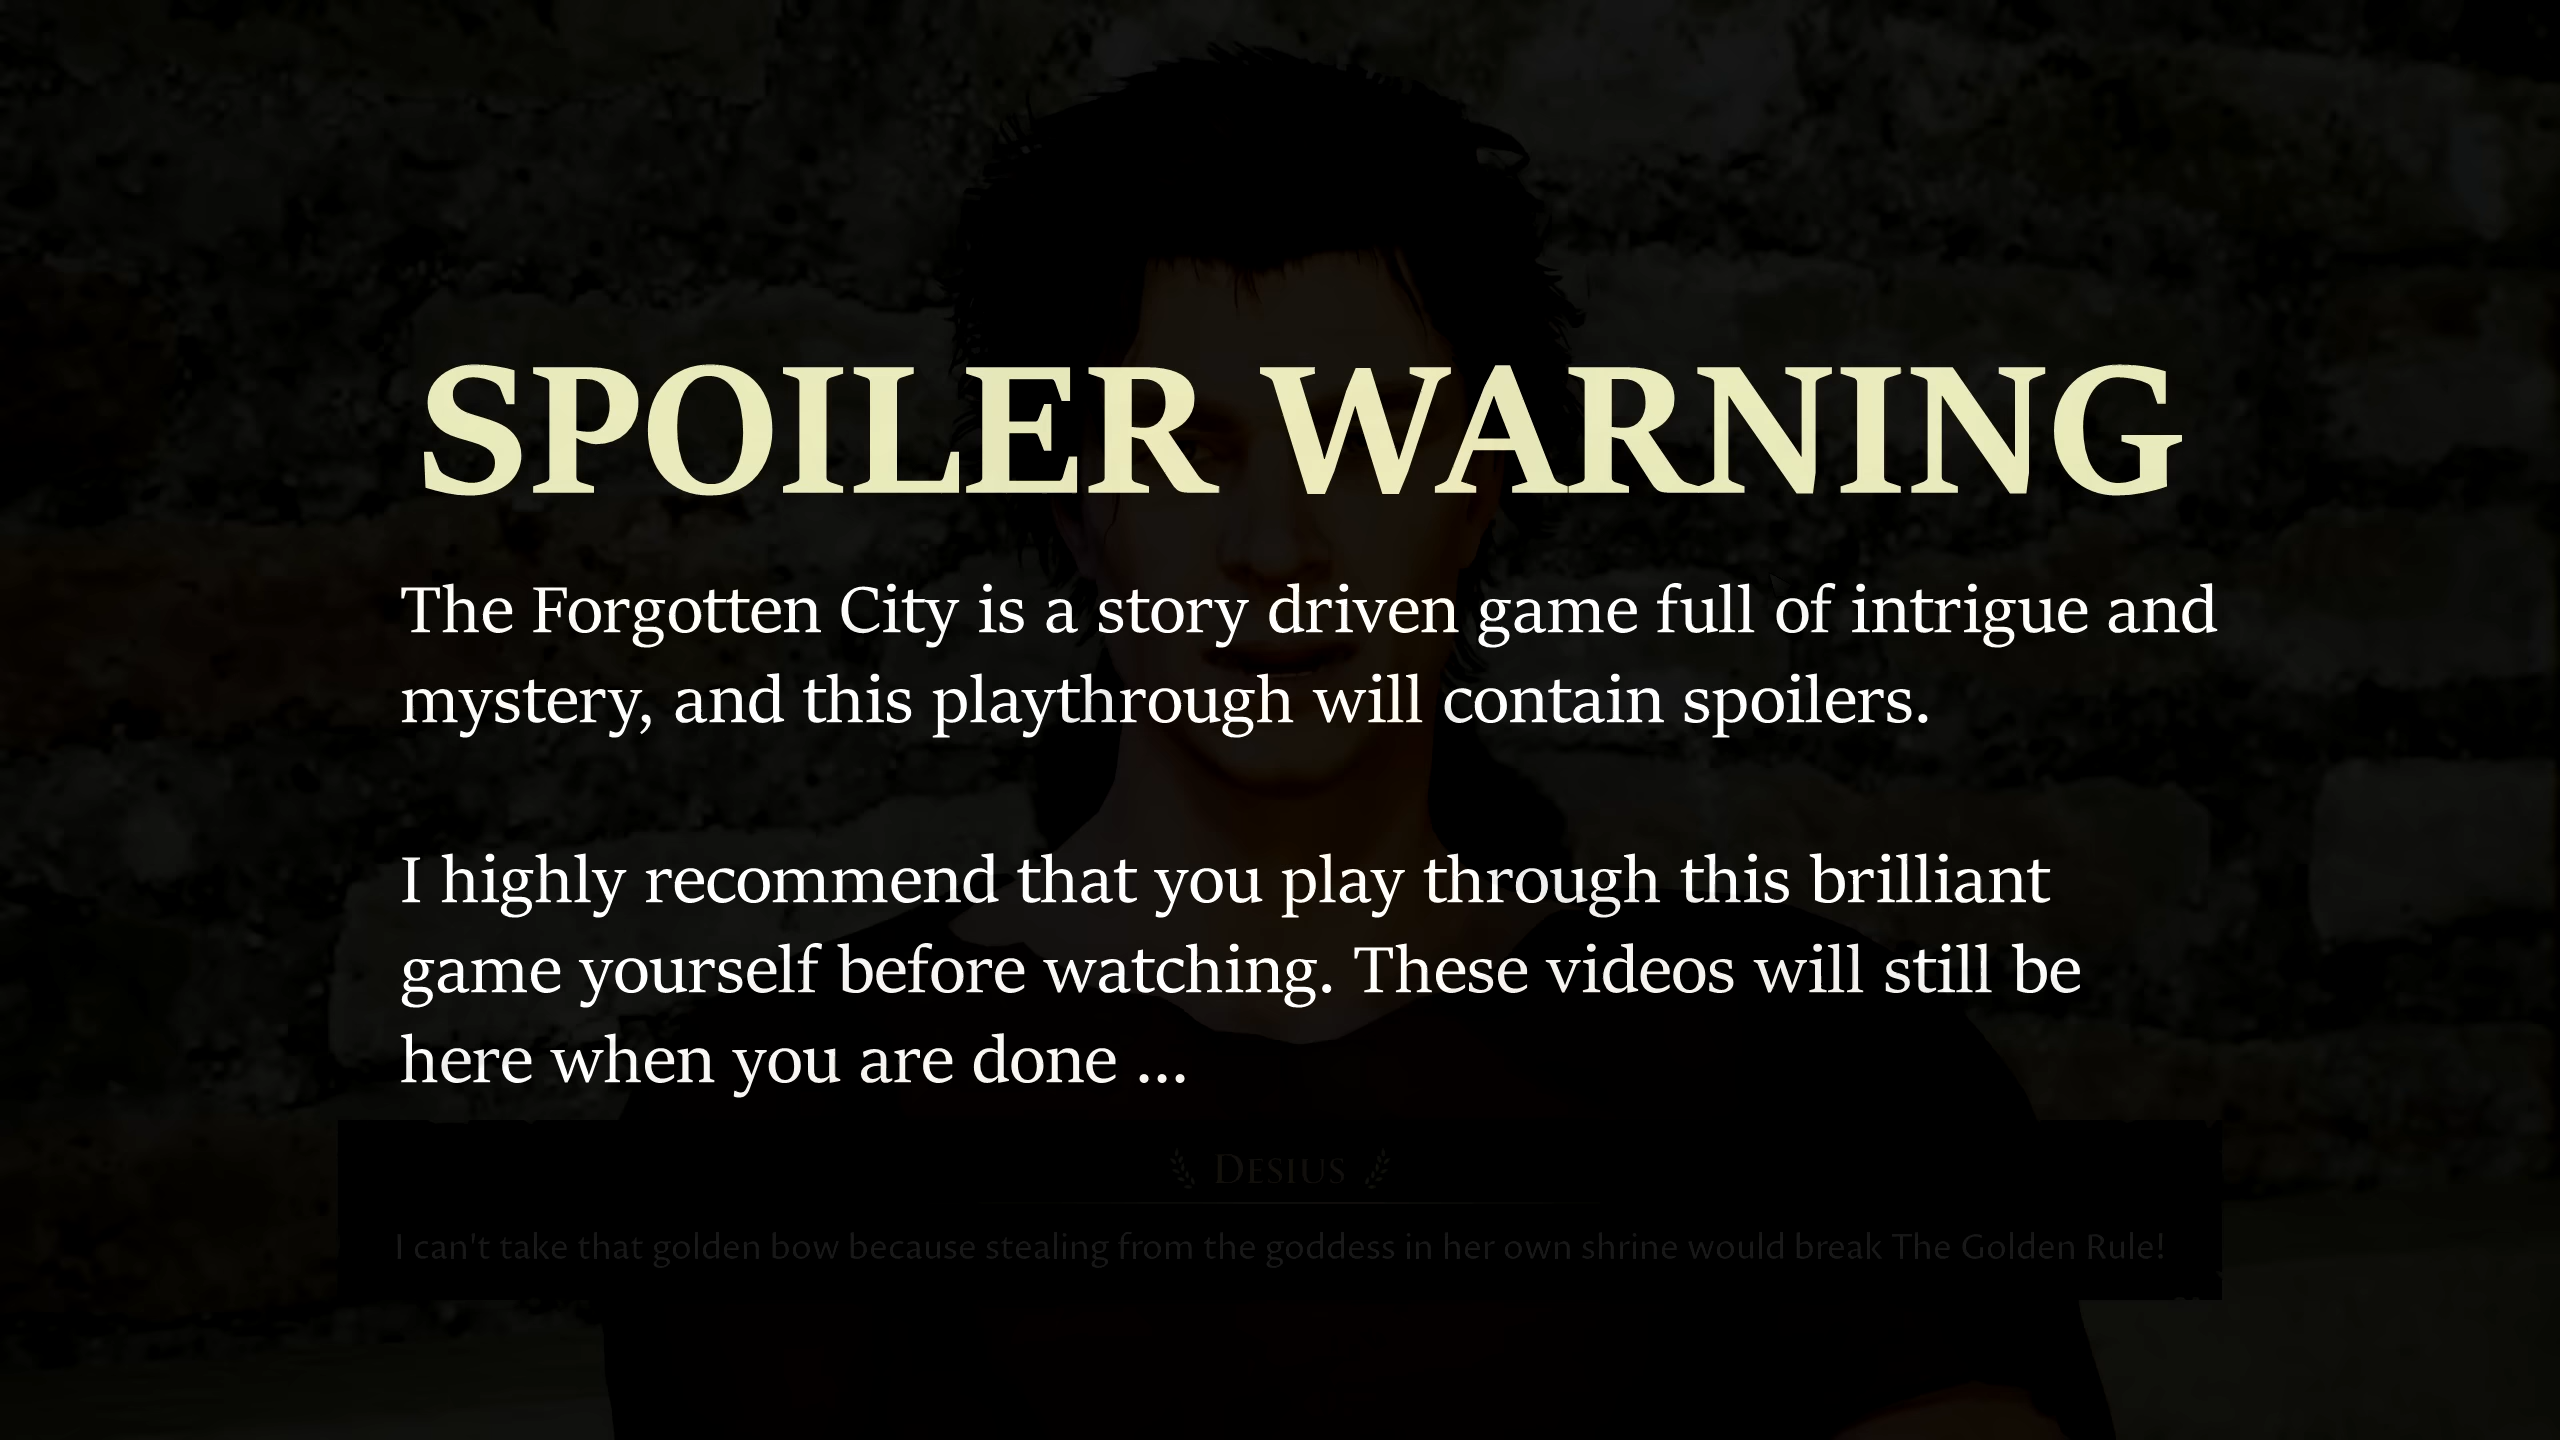 SPOILER WARNING
The Forgotten City is a story driven game full of intrigue and
mystery, and this playthrough will contain spoilers.
I highly recommend that you play through this brilliant
game yourself before watching. These videos will still be
here when you are done ...
DESIUS
I can't take that golden bow because stealing from the goddess in her own shrine would break The Golden Rule!